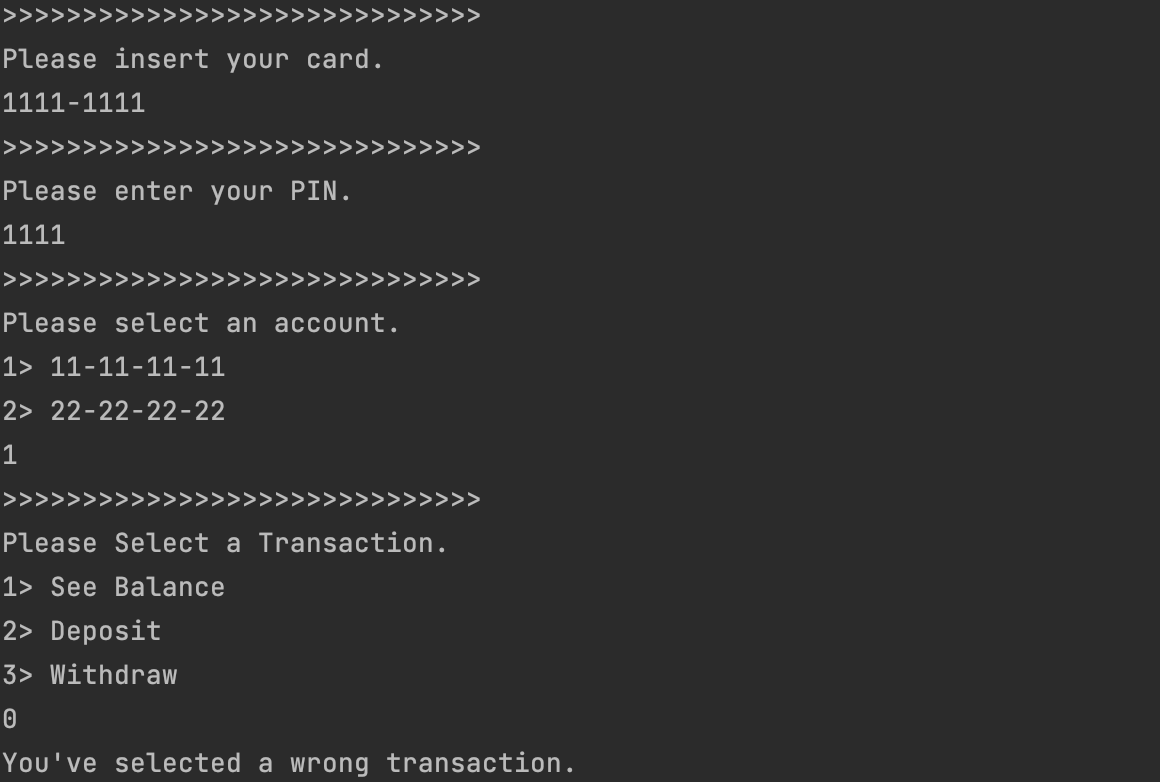 >>>>>>>>>>>>>>>>>>>>>>>>>>>>>>
Please insert your card.
1111-1111
>>>>>>>>>>>>>>>>>>>>>>>>>>>>>>
Please enter your PIN.
1111
>>>>>>>>>>>>>>>>>>>>>>>>>>>>>>
Please select an account.
1> 11-11-11-11
2> 22-22-22-22
1
>>>>>>>>>>>>>>>>>>>>>>>>>>>>>>
Please Select a Transaction.
1> See Balance
2> Deposit
3> Withdraw
0
You've selected a wrong transaction.